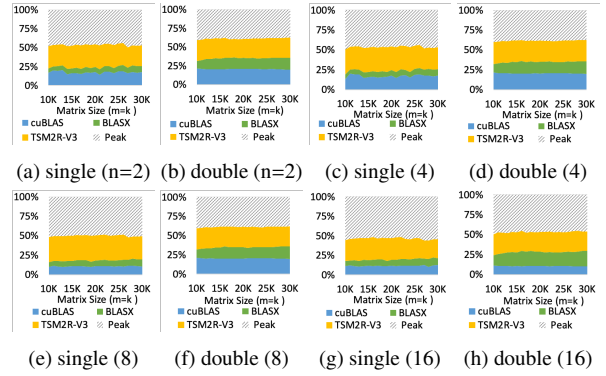 100% 100% 100% 100%
75% 75% 75% 75%
50% 50% 50% 50%
25% 25% 25% 25%
0% 0% 0% 0%
10K 15K 20K 25K 30K 10K 15K 20K 25K 30K 10K 15K 20K 25K 30K 10K 15K 20K 25K 30K
Matrix Size (m=k) Matrix Size (m=k) Matrix Size (m=k) Matrix Size (m=k)
cuBLAS BLASX cuBLAS BLASX cuBLAS BLASX cuBLAS BLASX
TSM2R-V3 Peak TSM2R-V3 Peak TSM2R-V3 Peak TSM2R-V3 Peak
(a) single (n=2) (b) double (n=2) (c) single (4) (d) double (4)
100% 100% 100% 100%
75% 75% 75% 75%
50% 50% 50% 50%
25% 25% 25% 25%
0% 0% 0% 0%
10K 15K 20K 25K 30K 10K 15K 20K 25K 30K 10K 15K 20K 25K 30K 10K 15K 20K 25K 30K
Matrix Size (m=k ) Matrix Size (m=k ) Matrix Size (m=k ) Matrix Size (m=k )
cuBLAS BLASX cuBLAS BLASX cuBLAS BLASX cuBLAS BLASX
TSM2R-V3 Peak TSM2R-V3 Peak TSM2R-V3 Peak TSM2R-V3 Peak
(e) single (8) (f) double (8) (g) single (16) (h) double (16)